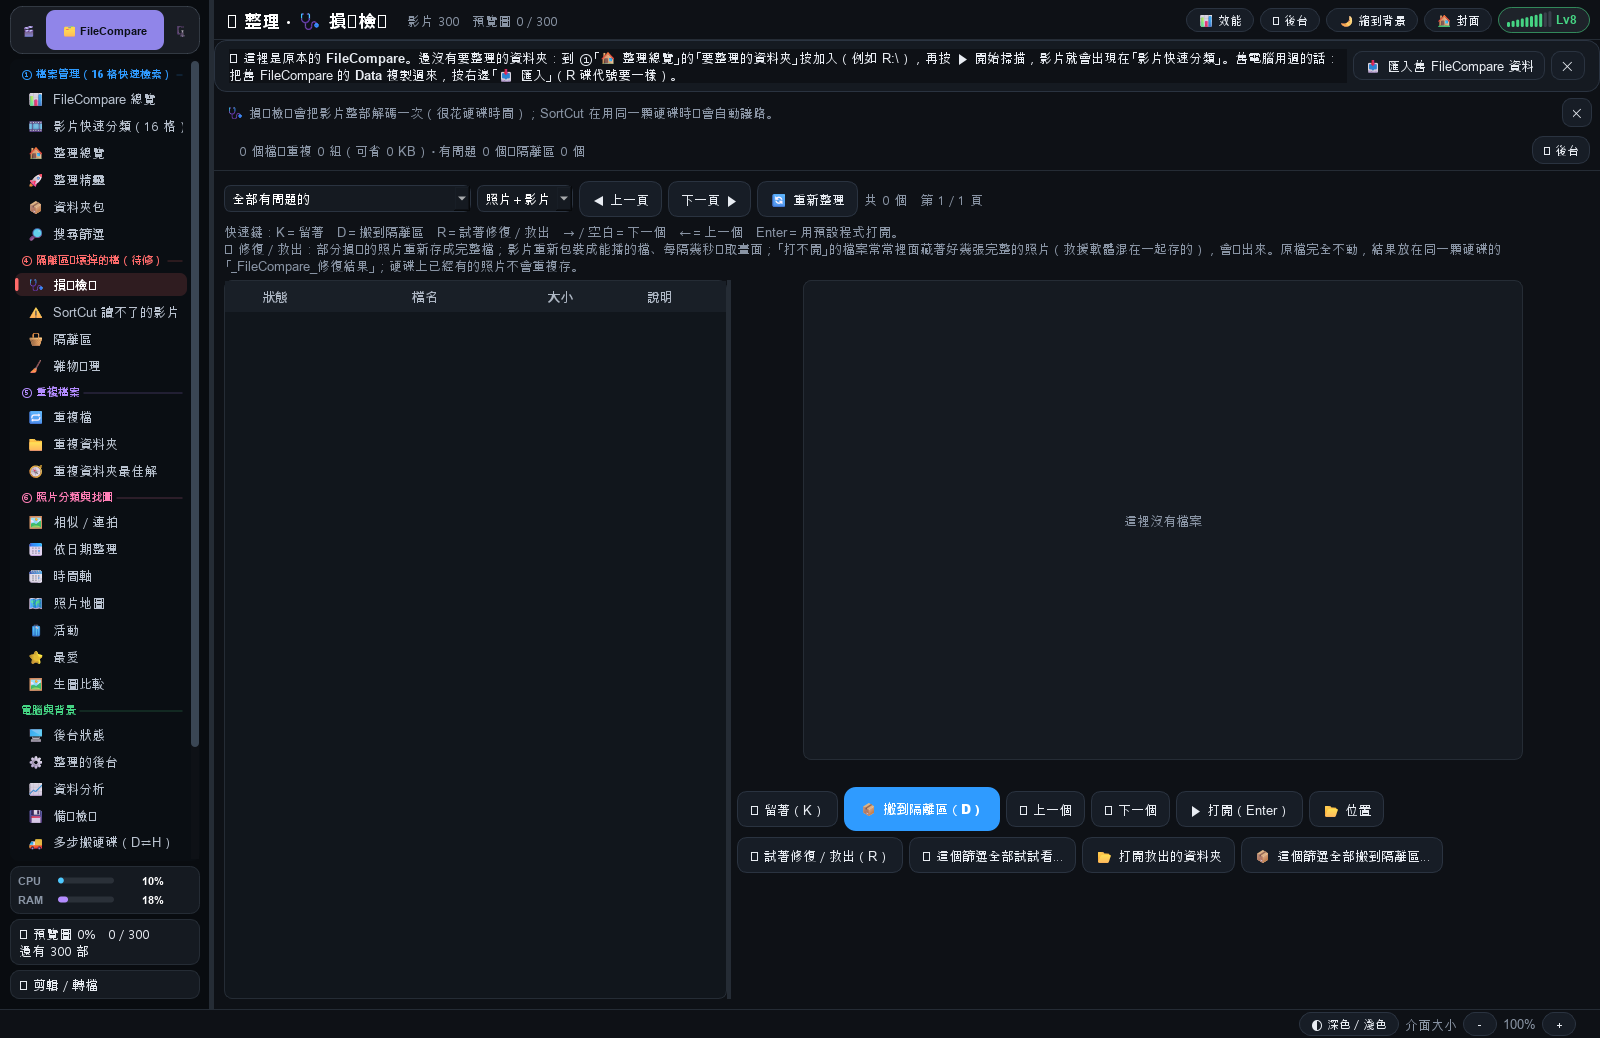 FileCompare
① 檔案管理 ( 16 格快速檢索 )
FileCompare 總覽
影片快速分類 ( 16 格 )
整理總覽
整理精靈
資料夾包
搜尋篩選
損檢
SortCut 讀不了的影片
隔離區
雜物 理
⑤ 重複檔案
重複檔
重複資料夾
重複資料夾最佳解
⑥ 照片分類與找圖
相似 / 連拍
依日期整理
時間軸
照片地圖
活動
最愛
生圖比較
電腦與背景
後台狀態
整理的後台
資料分析
備 檢
多步搬硬碟 ( D⇌H )
CPU 10%
RAM 18%
預覽圖 0% 0 / 300
還有 300 部
剪輯 / 轉檔
整理 · 損 檢
影片 300 預覽圖 0 / 300
效能
後台
縮到背景
封面
Lv8
這裡是原本的 FileCompare。還沒有要整理的資料夾：到 ①「🏠 整理總覽」的「要整理的資料夾」按加入 ( 例如 R:\ ) ，再按 ▶ 開始掃描，影片就會出現在「影片快速分類」。舊電腦用過的話：
把舊 FileCompare 的 Data 複製過來，按右邊「📥 匯入」( R 碟代號要一樣 ) 。
匯入舊 FileCompare 資料
✕
損 檢 會把影片整部解碼一次 ( 很花硬碟時間 ) ；SortCut 在用同一顆硬碟時 會自動讓路。
✕
0 個檔 重複 0 組 ( 可省 0 KB ) · 有問題 0 個 隔離區 0 個
後台
全部有問題的
照片+影片
◀ 上一頁
下一頁 ▶
重新整理
共 0 個 第 1 / 1 頁
快速鍵：K = 留著 D = 搬到隔離區 R = 試著修復 / 救出 → / 空白 = 下一個 ← = 上一個 Enter = 用預設程式打開。
修復 / 救出：部分損 的照片重新存成完整檔；影片重新包裝成能播的檔、每隔幾秒 取畫面；「打不開」的檔案常常裡面藏著好幾張完整的照片 ( 救援軟體混在一起存的 ) ，會 出來。原檔完全不動，結果放在同一顆硬碟的
「_FileCompare_修復結果」；硬碟上已經有的照片不會重複存。
狀態 檔名 大小 說明
這裡沒有檔案
留著 ( K )
搬到隔離區 ( D )
上一個
下一個
▶ 打開 ( Enter )
位置
試著修復 / 救出 ( R )
這個篩選全部試試看...
打開救出的資料夾
這個篩選全部搬到隔離區...
深色 / 淺色
介面大小
-
100%
+